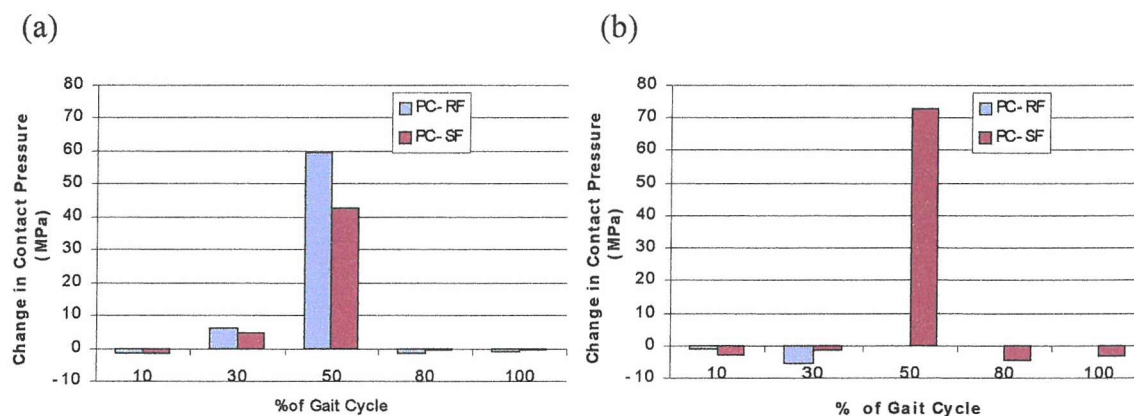 (a)
80
70
60
50
40
30
20
10
0
-10
Change in Contact Pressure
(MPa)
PC-RF
PC-SF
10 30 50 80 100
%of Gait Cycle
(b)
80
70
60
50
40
30
20
10
0
-10
Change in Contact Pressure
(MPa)
PC-RF
PC-SF
10 30 50 80 100
% of Gait Cycle